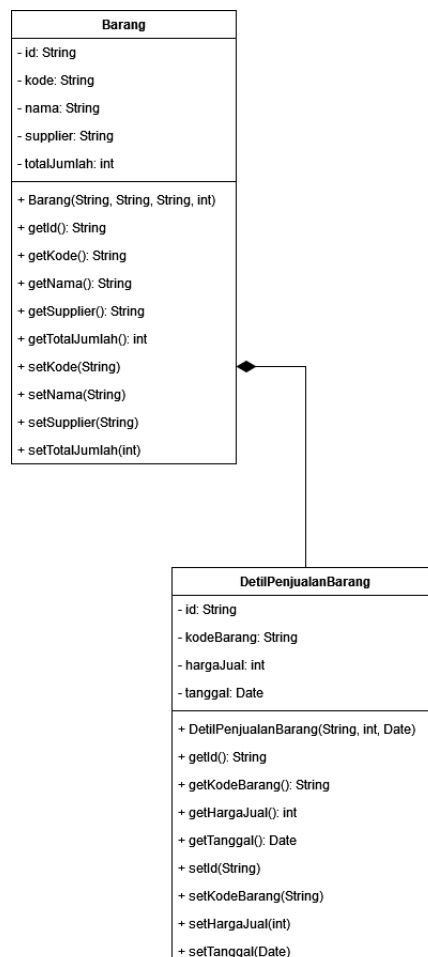 Barang
- id: String
- kode: String
- nama: String
- supplier: String
- totalJumlah: int
+ Barang(String, String, String, int)
+ getId(): String
+ getKode(): String
+ getNama(): String
+ getSupplier(): String
+ getTotalJumlah(): int
+ setKode(String)
+ setNama(String)
+ setSupplier(String)
+ setTotalJumlah(int)
DetilPenjualanBarang
- id: String
- kodeBarang: String
- hargaJual: int
- tanggal: Date
+ DetilPenjualanBarang(String, int, Date)
+ getId(): String
+ getKodeBarang(): String
+ getHargaJual(): int
+ getTanggal(): Date
+ setId(String)
+ setKodeBarang(String)
+ setHargaJual(int)
+ setTanggal(Date)